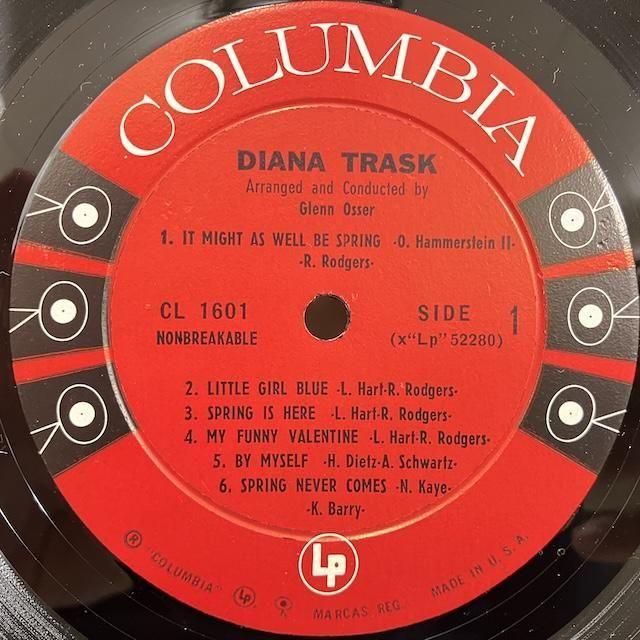 COLUMBIA
DIANA TRASK
Arranged and Conducted by
Glenn Osser
1. IT MIGHT AS WELL BE SPRING -O. Hammerstein II-
-R. Rodgers-
CL 1601
NONBREAKABLE
SIDE 1
(x"Lp" 52280)
2. LITTLE GIRL BLUE -L. Hart-R. Rodgers-
3. SPRING IS HERE -L. Hart-R. Rodgers-
4. MY FUNNY VALENTINE -L. Hart-R. Rodgers-
5. BY MYSELF -H. Dietz-A. Schwartz-
6. SPRING NEVER COMES -N. Kaye-
-K. Barry-
Lp
® "COLUMBIA" Lp MARCAS REG. MADE IN U.S.A.